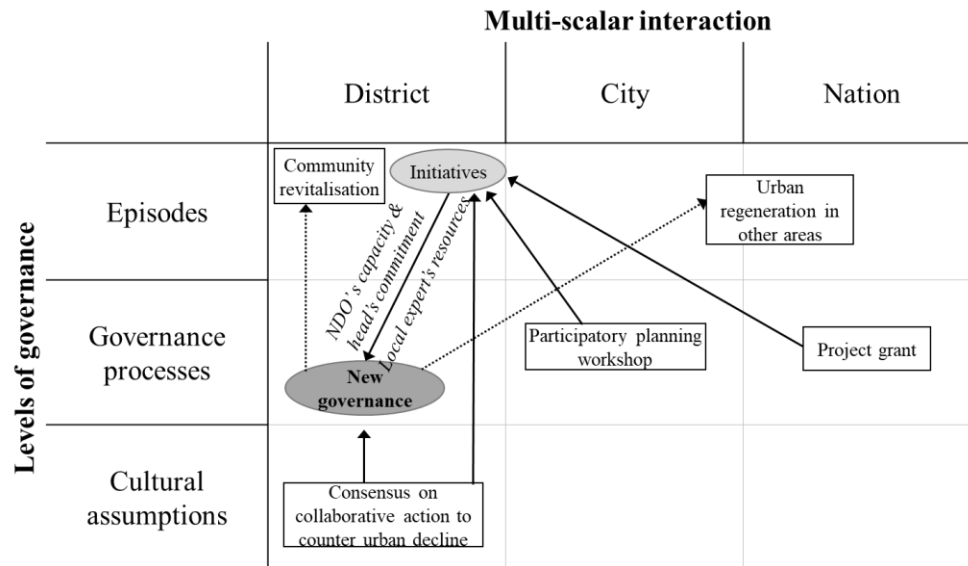 Multi-scalar interaction
District
City
Nation
Levels of governance
Episodes
Community
revitalisation
Initiatives
Urban
regeneration in
other areas
NDO's capacity &
head's commitment
Local expert's resources
Governance
processes
New
governance
Participatory planning
workshop
Project grant
Cultural
assumptions
Consensus on
collaborative action to
counter urban decline